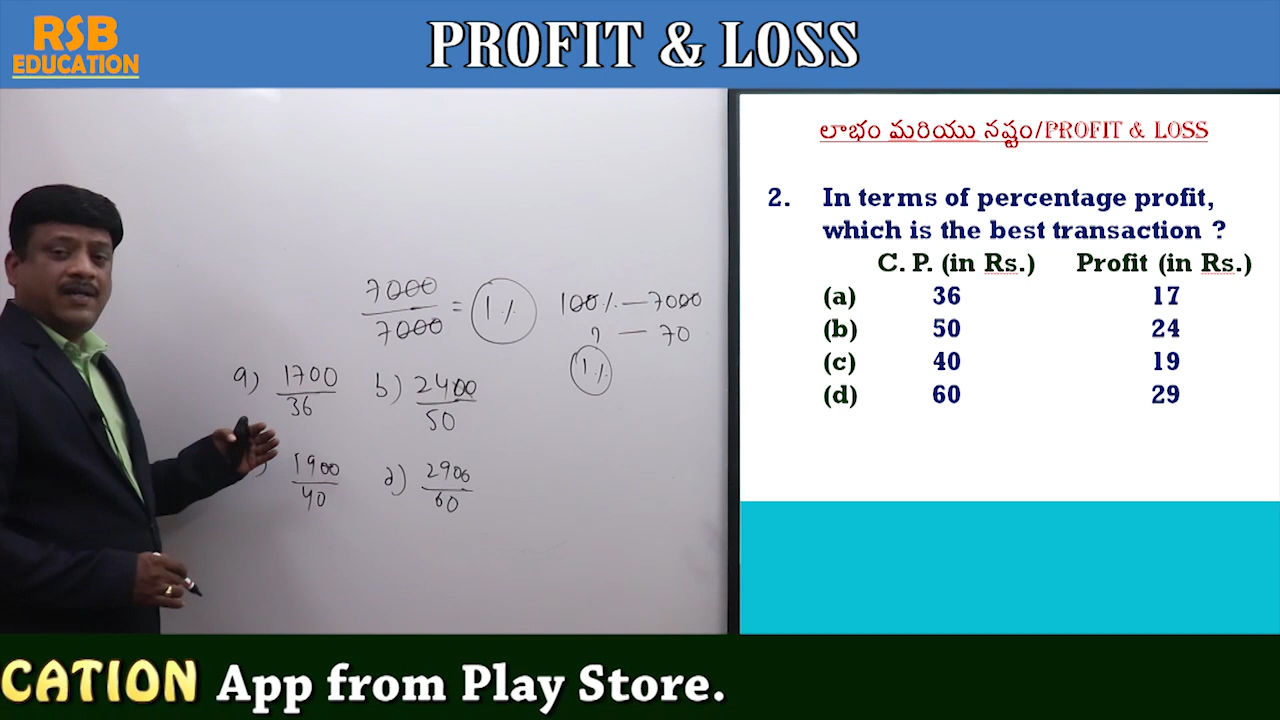 RSB
EDUCATION
PROFIT & LOSS
7000
7000
= 1%
100% — 7000
? — 70
1%
a) 1700
36
b) 2400
50
) 1900
40
d) 2900
60
లాభం మరియు నష్టం/PROFIT & LOSS
2. In terms of percentage profit,
which is the best transaction ?
C. P. (in Rs.) Profit (in Rs.)
(a) 36 17
(b) 50 24
(c) 40 19
(d) 60 29
CATION App from Play Store.